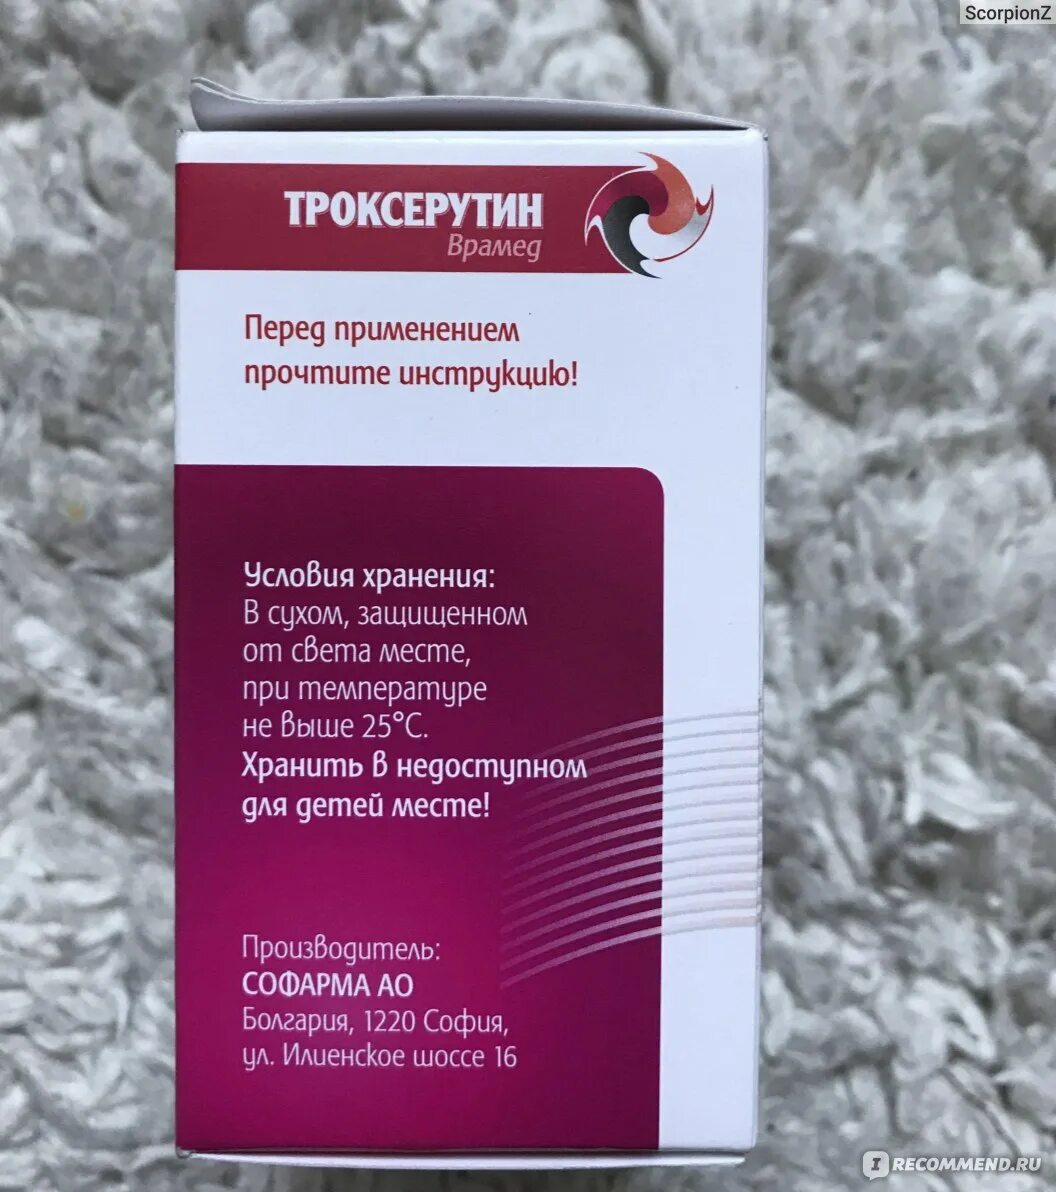 ScorpionZ
ТРОКСЕРУТИН
Врамед
Перед применением
прочтите инструкцию!
Условия хранения:
В сухом, защищенном
от света месте,
при температуре
не выше 25°С.
Хранить в недоступном
для детей месте!
Производитель:
СОФАРМА АО
Болгария, 1220 София,
ул. Илиенское шоссе 16
I RECOMMEND.RU